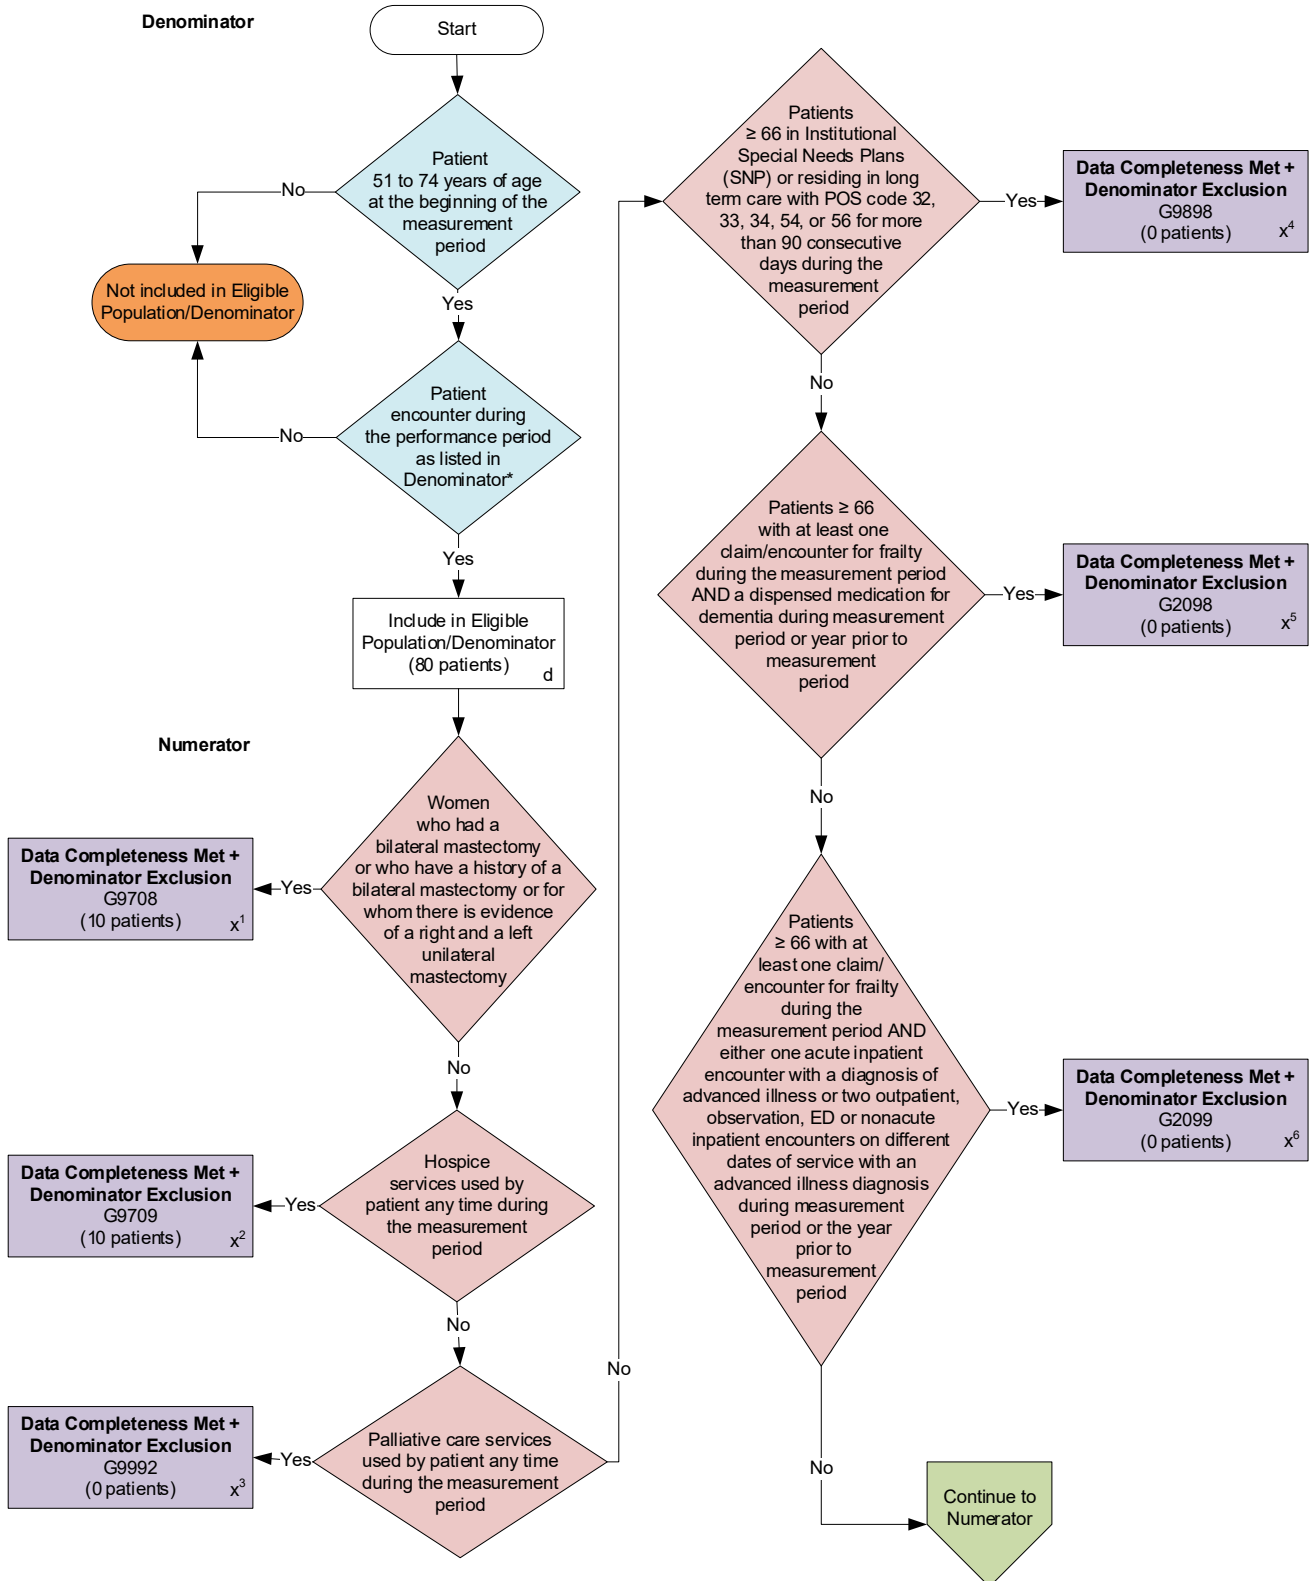 Denominator
Start
Patient
51 to 74 years of age
at the beginning of the
measurement
period
No
Not included in Eligible
Population/Denominator
Yes
Patient
encounter during
the performance period
as listed in
Denominator*
No
Yes
Include in Eligible
Population/Denominator
(80 patients)
d
Numerator
Women
who had a
bilateral mastectomy
or who have a history of a
bilateral mastectomy or for
whom there is evidence
of a right and a left
unilateral
mastectomy
Yes
Data Completeness Met +
Denominator Exclusion
G9708
(10 patients)
x1
No
Hospice
services used by
patient any time during
the measurement
period
Yes
Data Completeness Met +
Denominator Exclusion
G9709
(10 patients)
x2
No
Palliative care services
used by patient any time
during the measurement
period
Yes
Data Completeness Met +
Denominator Exclusion
G9992
(0 patients)
x3
No
Patients
≥ 66 in Institutional
Special Needs Plans
(SNP) or residing in long
term care with POS code 32,
33, 34, 54, or 56 for more
than 90 consecutive
days during the
measurement
period
Yes
Data Completeness Met +
Denominator Exclusion
G9898
(0 patients)
x4
No
Patients ≥ 66
with at least one
claim/encounter for frailty
during the measurement period
AND a dispensed medication for
dementia during measurement
period or year prior to
measurement
period
Yes
Data Completeness Met +
Denominator Exclusion
G2098
(0 patients)
x5
No
Patients
≥ 66 with at
least one claim/
encounter for frailty
during the
measurement period AND
either one acute inpatient
encounter with a diagnosis of
advanced illness or two outpatient,
observation, ED or nonacute
inpatient encounters on different
dates of service with an
advanced illness diagnosis
during measurement
period or the year
prior to
measurement
period
Yes
Data Completeness Met +
Denominator Exclusion
G2099
(0 patients)
x6
No
Continue to
Numerator